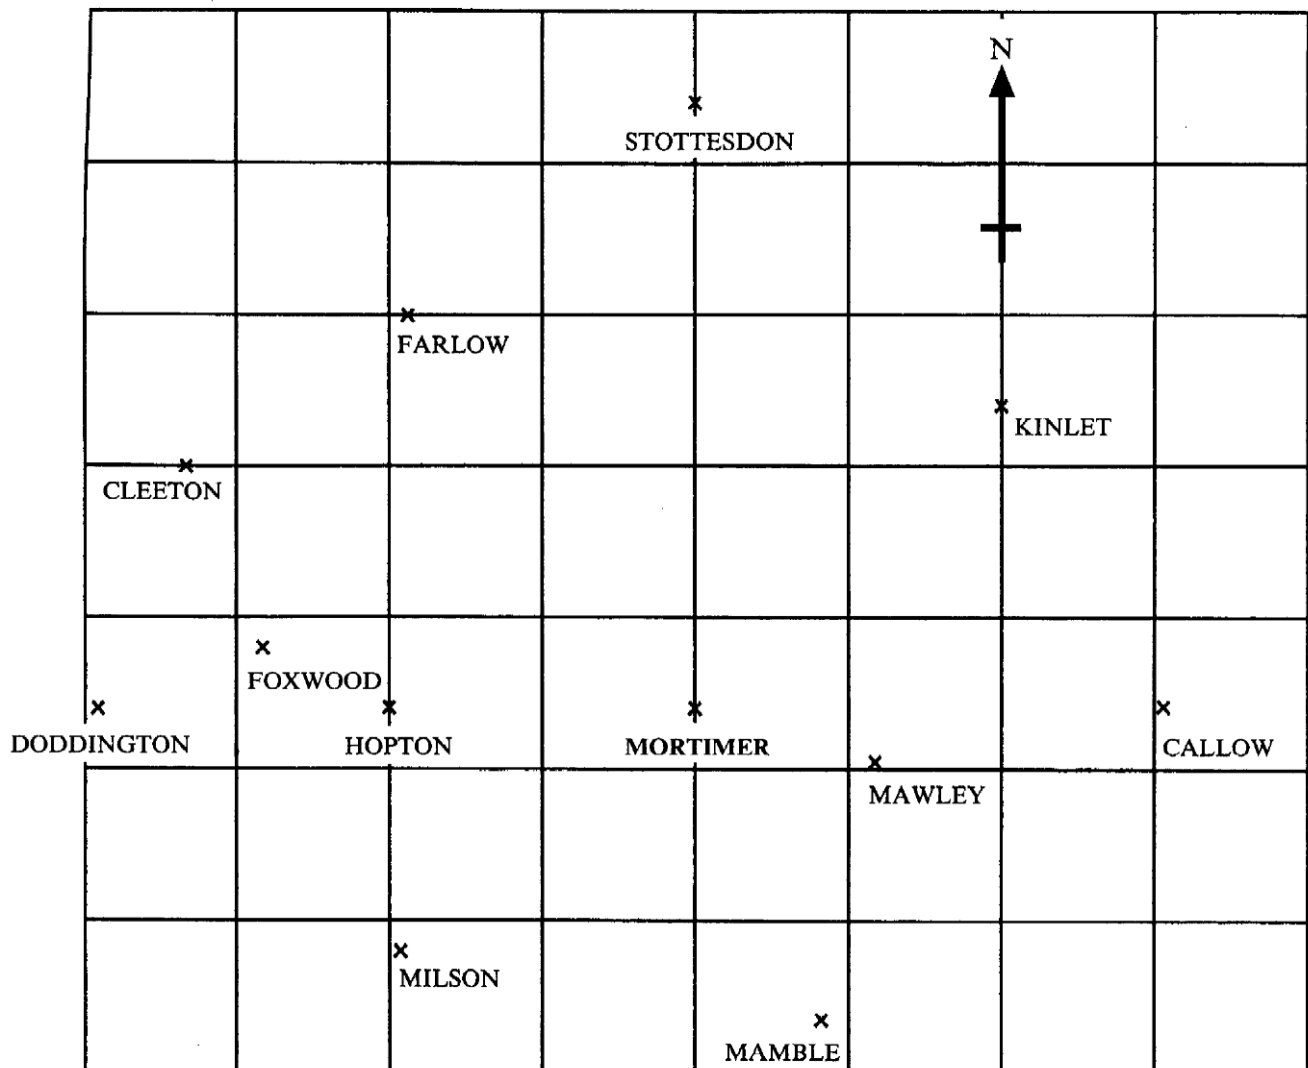 N
STOTTESDON
FARLOW
KINLET
CLEETON
FOXWOOD
DODDINGTON
HOPTON
MORTIMER
CALLOW
MAWLEY
MILSON
MAMBLE